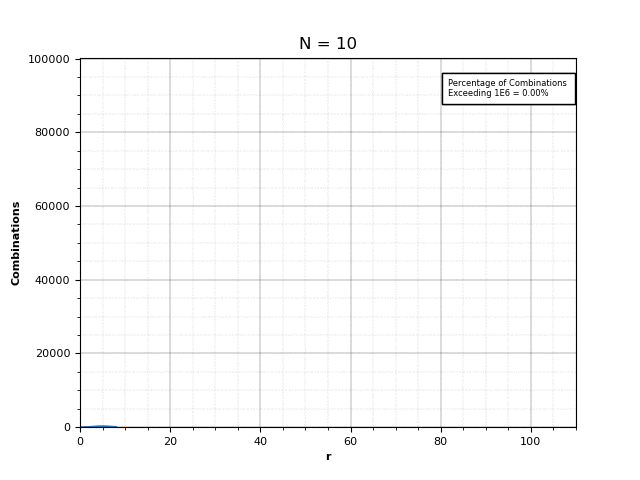 N = 10
100000
80000
60000
40000
20000
0
Combinations
Percentage of Combinations
Exceeding 1E6 = 0.00%
0 20 40 60 80 100
r